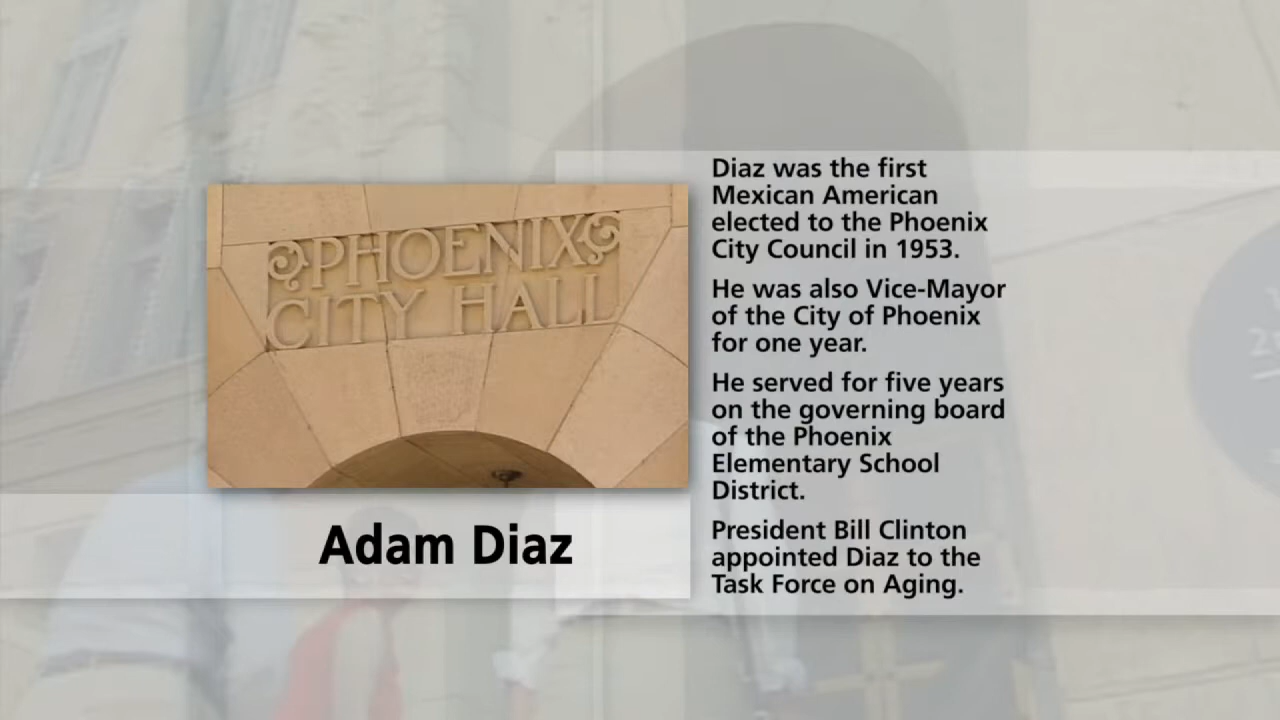 PHOENIX
CITY HALL
Adam Diaz
Diaz was the first
Mexican American
elected to the Phoenix
City Council in 1953.
He was also Vice-Mayor
of the City of Phoenix
for one year.
He served for five years
on the governing board
of the Phoenix
Elementary School
District.
President Bill Clinton
appointed Diaz to the
Task Force on Aging.